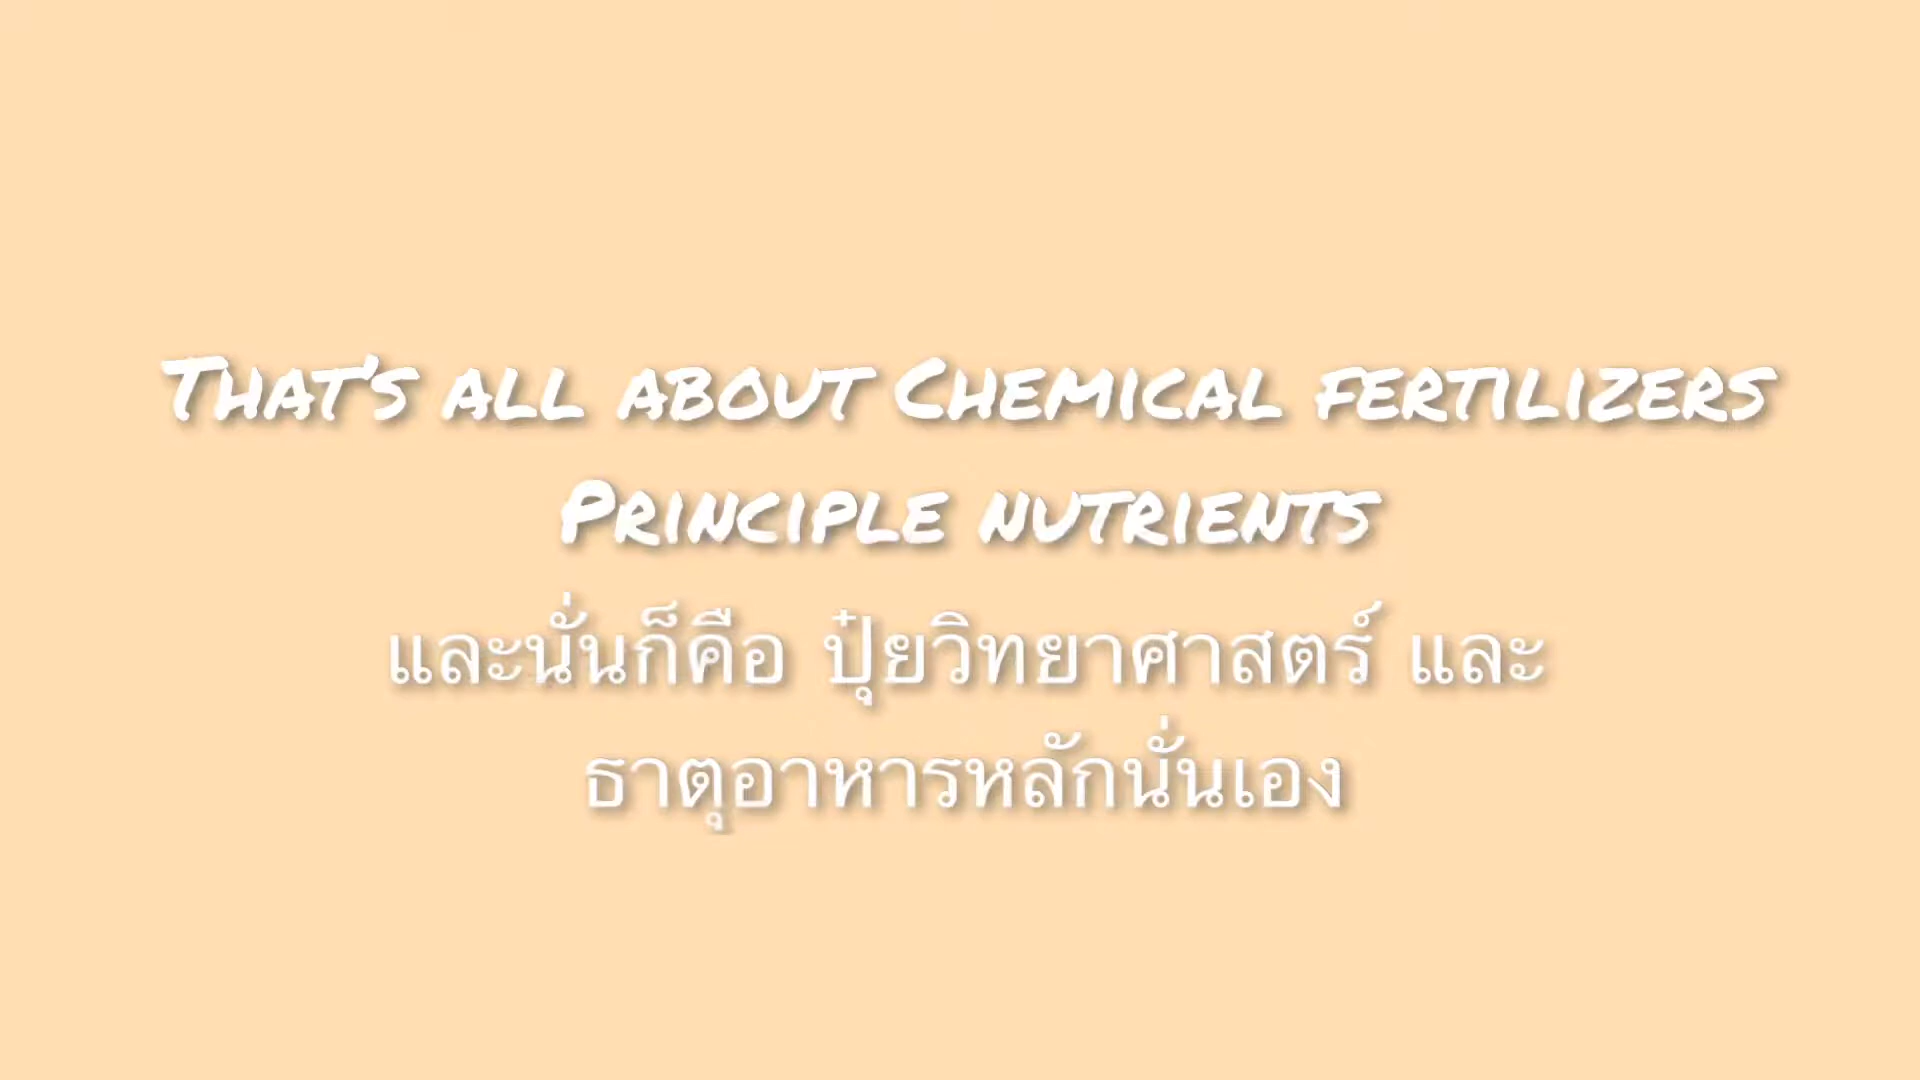 That's all about Chemical fertilizers
Principle nutrients
และนั่นก็คือ ปุ๋ยวิทยาศาสตร์ และ
ธาตุอาหารหลักนั่นเอง